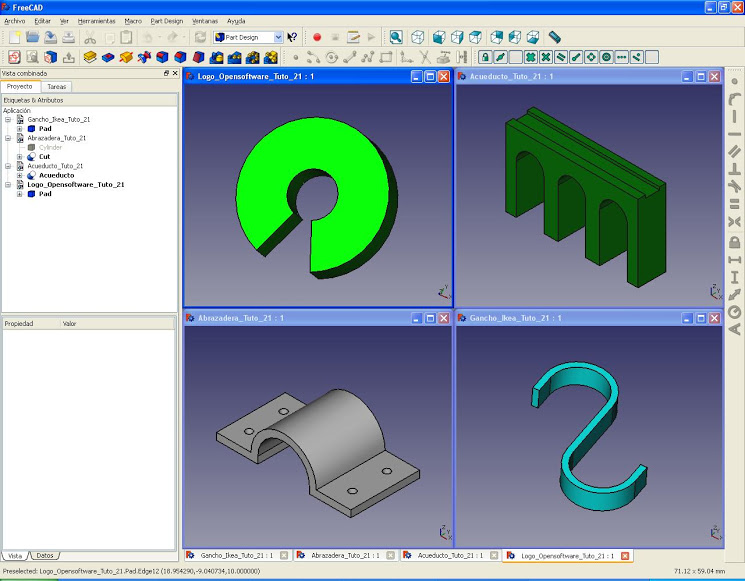 FreeCAD
Archivo Editar Ver Herramientas Macro Part Design Ventanas Ayuda
Part Design
Vista combinada
Proyecto Tareas
Etiquetas & Atributos
Aplicación
Gancho_Ikea_Tuto_21
Pad
Abrazadera_Tuto_21
Cylinder
Cut
Acueducto_Tuto_21
Acueducto
Logo_Opensoftware_Tuto_21
Pad
Propiedad Valor
Vista Datos
Logo_Opensoftware_Tuto_21 : 1
Acueducto_Tuto_21 : 1
Abrazadera_Tuto_21 : 1
Gancho_Ikea_Tuto_21 : 1
Gancho_Ikea_Tuto_21 : 1 Abrazadera_Tuto_21 : 1 Acueducto_Tuto_21 : 1 Logo_Opensoftware_Tuto_21 : 1
Preselected: Logo_Opensoftware_Tuto_21.Pad.Edge12 (18.954290,-9.040734,10.000000) 71.12 x 59.04 mm